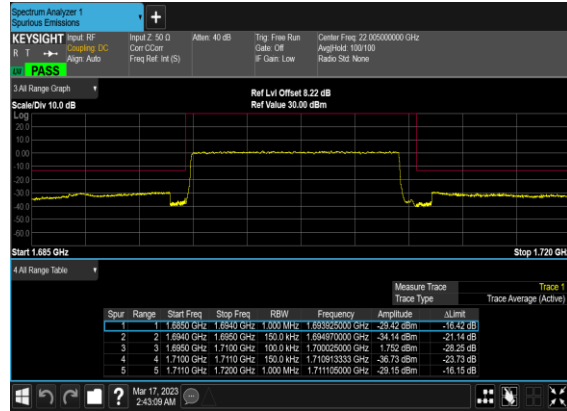 Spectrum Analyzer 1
Spurious Emissions
+
KEYSIGHT Input: RF Input Z: 50 Ω Atten: 40 dB Trig: Free Run Center Freq: 22.005000000 GHz
R T Coupling: DC Corr CCorr Gate: Off Avg|Hold: 100/100
Align: Auto Freq Ref: Int (S) IF Gain: Low Radio Std: None
PASS
3 All Range Graph Ref Lvl Offset 8.22 dB
Scale/Div 10.0 dB Ref Value 30.00 dBm
Log
20.0
10.0
0.00
-10.0
-20.0
-30.0
-40.0
-50.0
-60.0
Start 1.685 GHz Stop 1.720 GH
4 All Range Table
Measure Trace Trace 1
Trace Type Trace Average (Active)
Spur Range Start Freq Stop Freq RBW Frequency Amplitude ΔLimit
1 1 1.6850 GHz 1.6940 GHz 1.000 MHz 1.693925000 GHz -29.42 dBm -16.42 dB
2 2 1.6940 GHz 1.6950 GHz 150.0 kHz 1.694970000 GHz -34.14 dBm -21.14 dB
3 3 1.6950 GHz 1.7100 GHz 100.0 kHz 1.700025000 GHz 1.752 dBm -28.25 dB
4 4 1.7100 GHz 1.7110 GHz 150.0 kHz 1.710913333 GHz -36.73 dBm -23.73 dB
5 5 1.7110 GHz 1.7200 GHz 1.000 MHz 1.711105000 GHz -29.15 dBm -16.15 dB
? Mar 17, 2023
2:43:09 AM